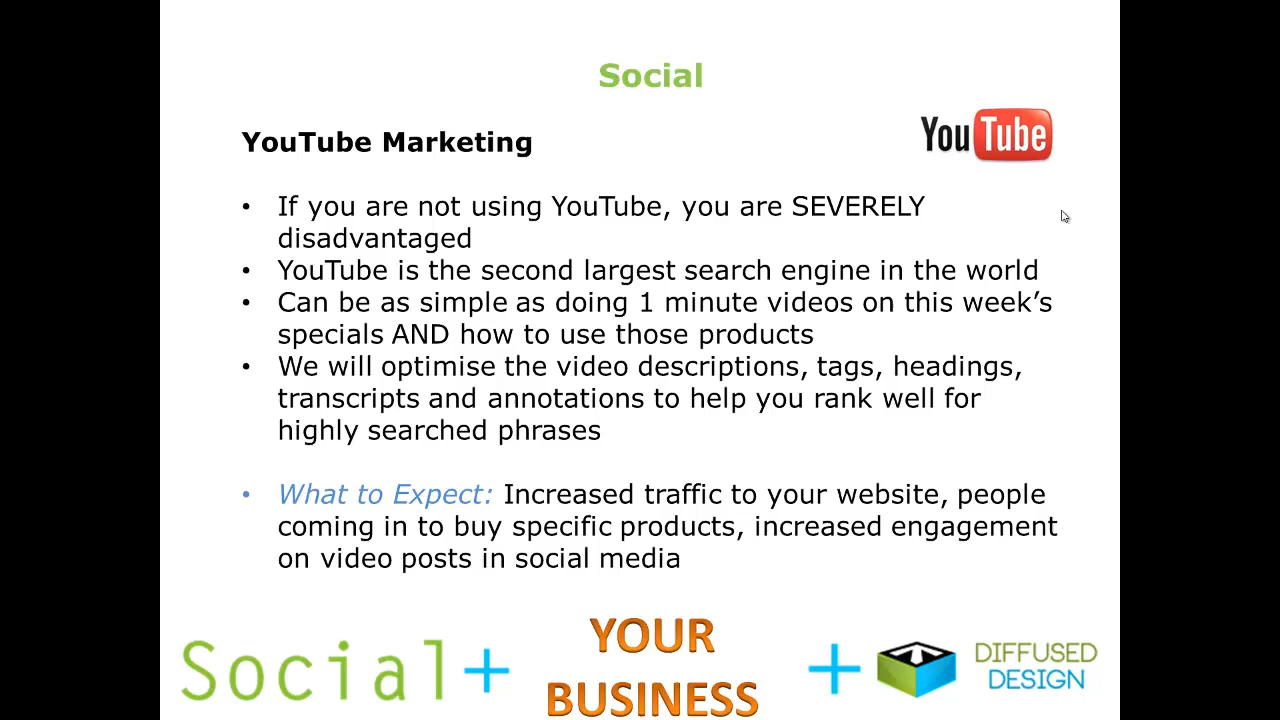 Social
YouTube Marketing
YouTube
• If you are not using YouTube, you are SEVERELY
disadvantaged
• YouTube is the second largest search engine in the world
• Can be as simple as doing 1 minute videos on this week’s
specials AND how to use those products
• We will optimise the video descriptions, tags, headings,
transcripts and annotations to help you rank well for
highly searched phrases
• What to Expect: Increased traffic to your website, people
coming in to buy specific products, increased engagement
on video posts in social media
Social + YOUR
BUSINESS
+ DIFFUSED
DESIGN